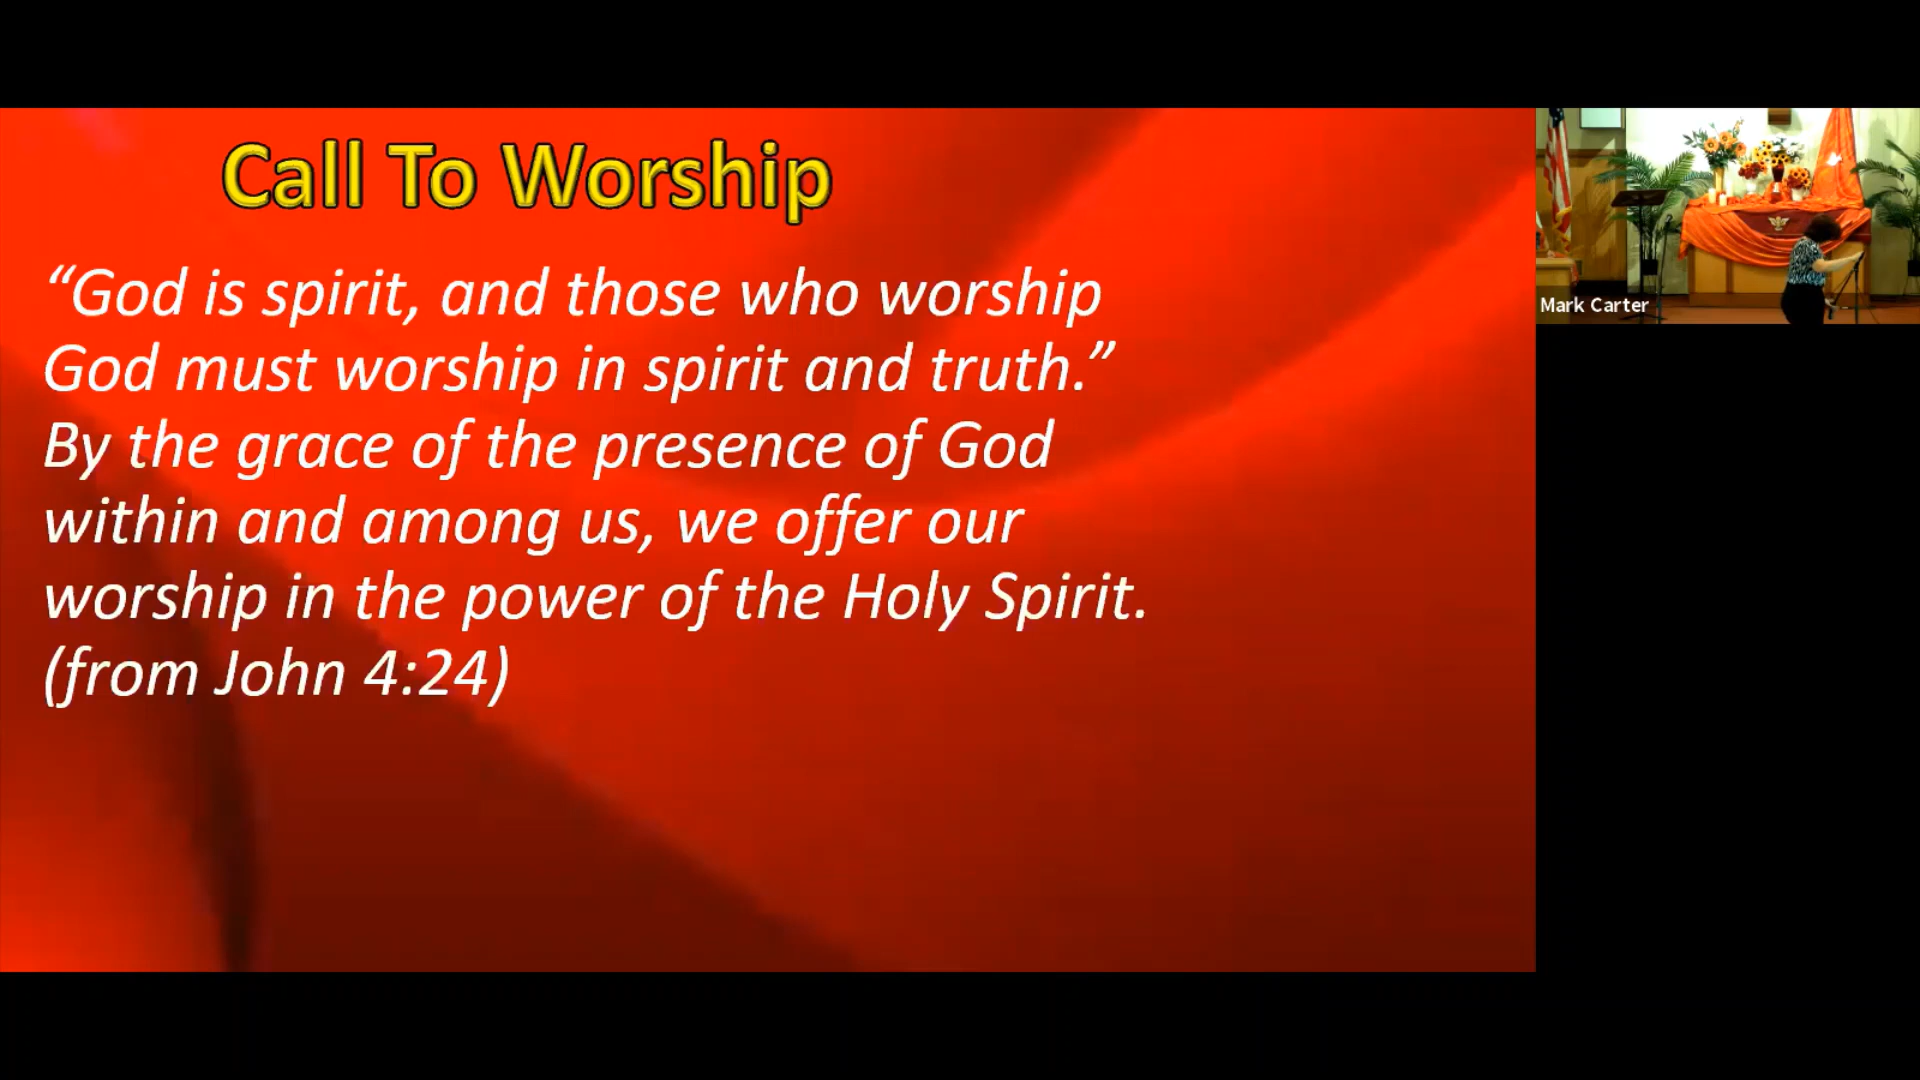 Call To Worship
“God is spirit, and those who worship
God must worship in spirit and truth.”
By the grace of the presence of God
within and among us, we offer our
worship in the power of the Holy Spirit.
(from John 4:24)
Mark Carter